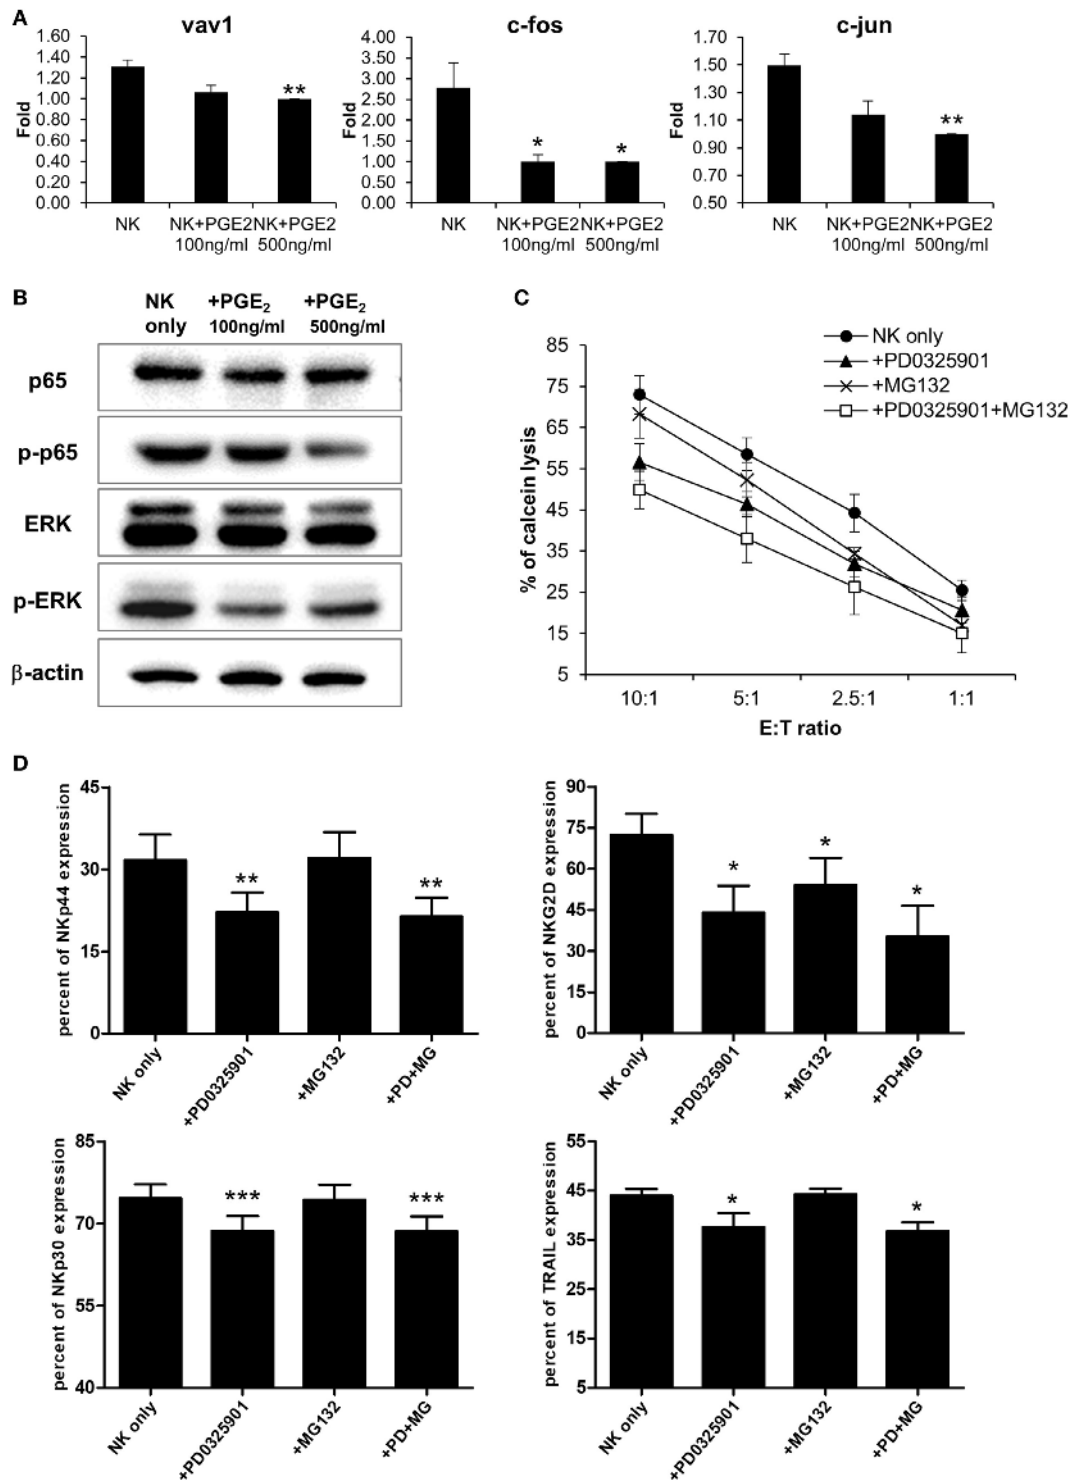 A
vav1
c-fos
c-jun
1.60
1.40
1.20
1.00
0.80
0.60
0.40
0.20
0.00
Fold
**
NK
NK+PGE2
100ng/ml
NK+PGE2
500ng/ml
4.00
3.50
3.00
2.50
2.00
1.50
1.00
0.50
0.00
Fold
*
*
NK
NK+PGE2
100ng/ml
NK+PGE2
500ng/ml
1.70
1.50
1.30
1.10
0.90
0.70
0.50
Fold
**
NK
NK+PGE2
100ng/ml
NK+PGE2
500ng/ml
B
NK
only
+PGE₂
100ng/ml
+PGE₂
500ng/ml
p65
p-p65
ERK
p-ERK
β-actin
C
NK only
+PD0325901
+MG132
+PD0325901+MG132
85
75
65
55
45
35
25
15
5
% of calcein lysis
10:1
5:1
2.5:1
1:1
E:T ratio
D
45
30
15
0
percent of NKp44 expression
**
**
NK only
+PD0325901
+MG132
+PD+MG
90
75
60
45
30
15
0
percent of NKG2D expression
*
*
*
NK only
+PD0325901
+MG132
+PD+MG
85
70
55
40
percent of NKp30 expression
***
***
NK only
+PD0325901
+MG132
+PD+MG
55
45
35
25
15
5
percent of TRAIL expression
*
*
NK only
+PD0325901
+MG132
+PD+MG